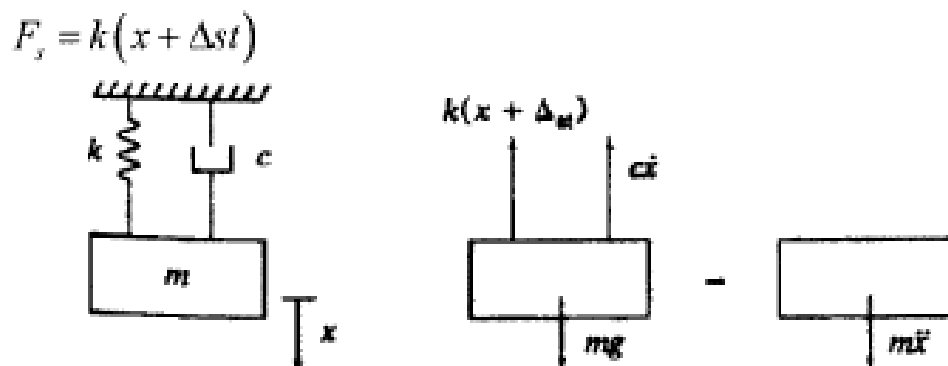 F_s = k(x + Δst)
k
c
m
x
k(x + Δ_st)
cẋ
mg
=
mẍ